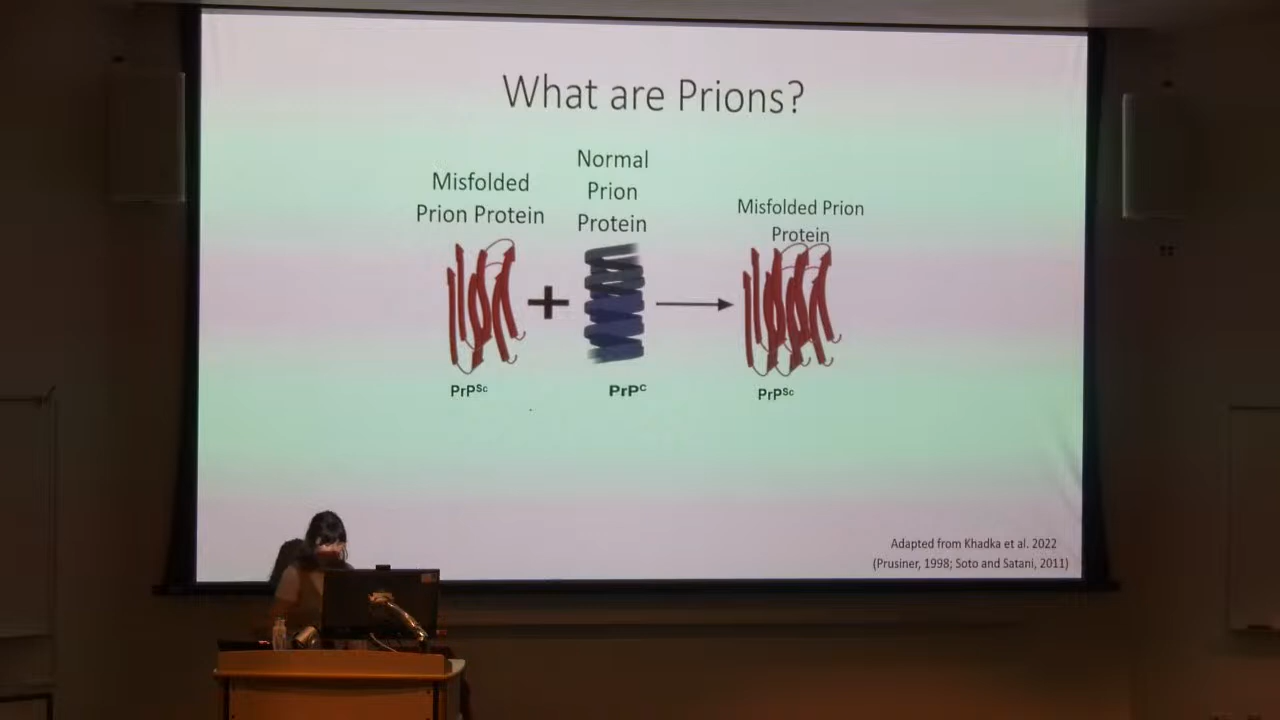 What are Prions?
Misfolded
Prion Protein
Normal
Prion
Protein
Misfolded Prion
Protein
PrPSc
PrPC
PrPSc
Adapted from Khadka et al. 2022
(Prusiner, 1998; Soto and Satani, 2011)